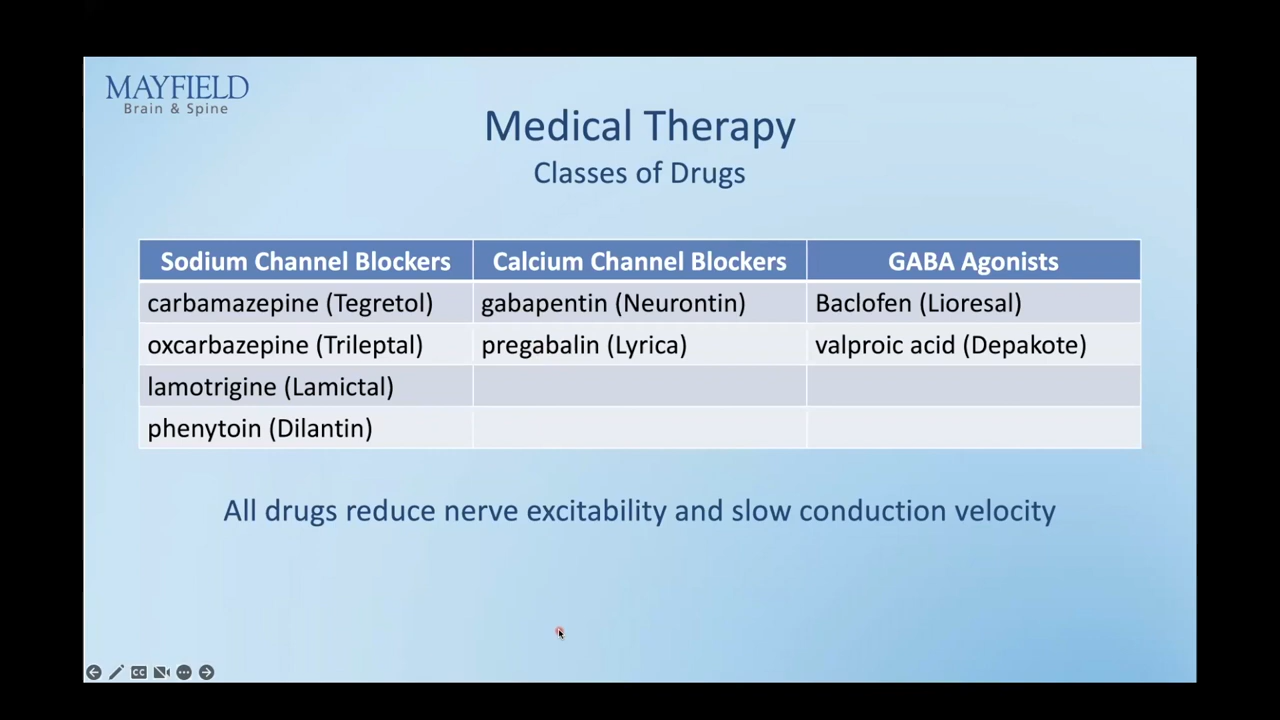 MAYFIELD
Brain & Spine
Medical Therapy
Classes of Drugs
Sodium Channel Blockers Calcium Channel Blockers GABA Agonists
carbamazepine (Tegretol) gabapentin (Neurontin) Baclofen (Lioresal)
oxcarbazepine (Trileptal) pregabalin (Lyrica) valproic acid (Depakote)
lamotrigine (Lamictal)
phenytoin (Dilantin)
All drugs reduce nerve excitability and slow conduction velocity
CC